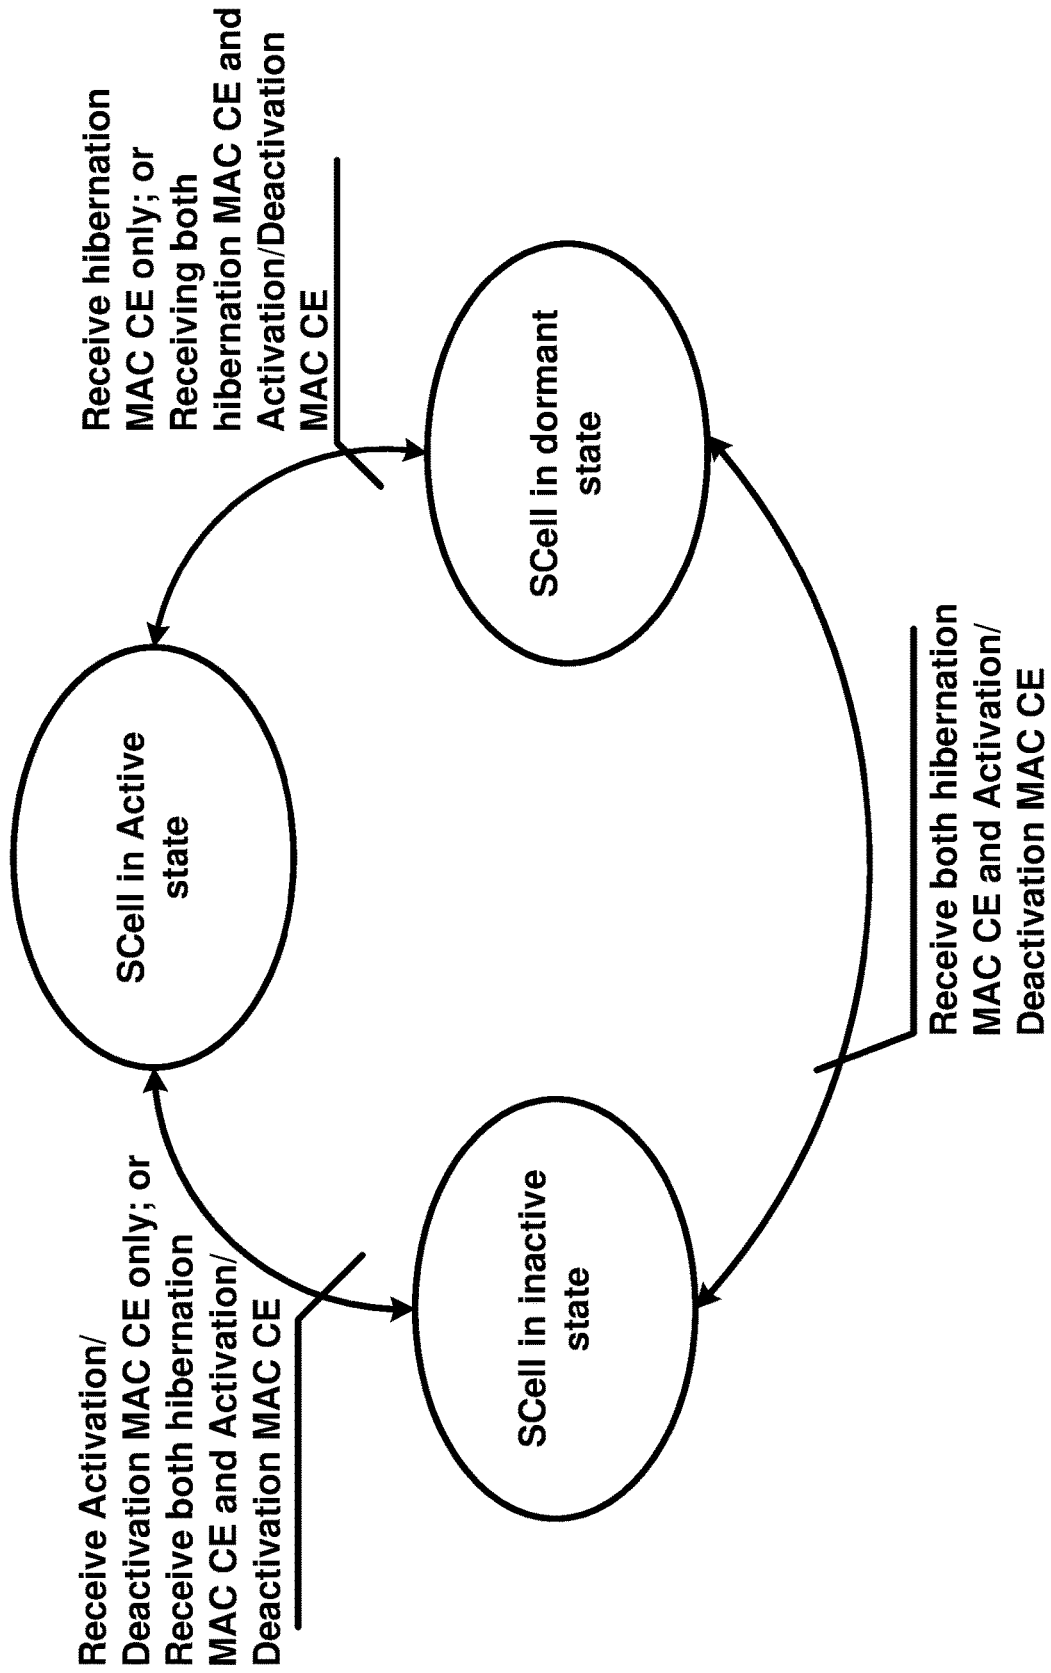 Receive Activation/
Deactivation MAC CE only; or
Receive both hibernation
MAC CE and Activation/
Deactivation MAC CE
SCell in Active
state
Receive hibernation
MAC CE only; or
Receiving both
hibernation MAC CE and
Activation/Deactivation
MAC CE
SCell in inactive
state
SCell in dormant
state
Receive both hibernation
MAC CE and Activation/
Deactivation MAC CE